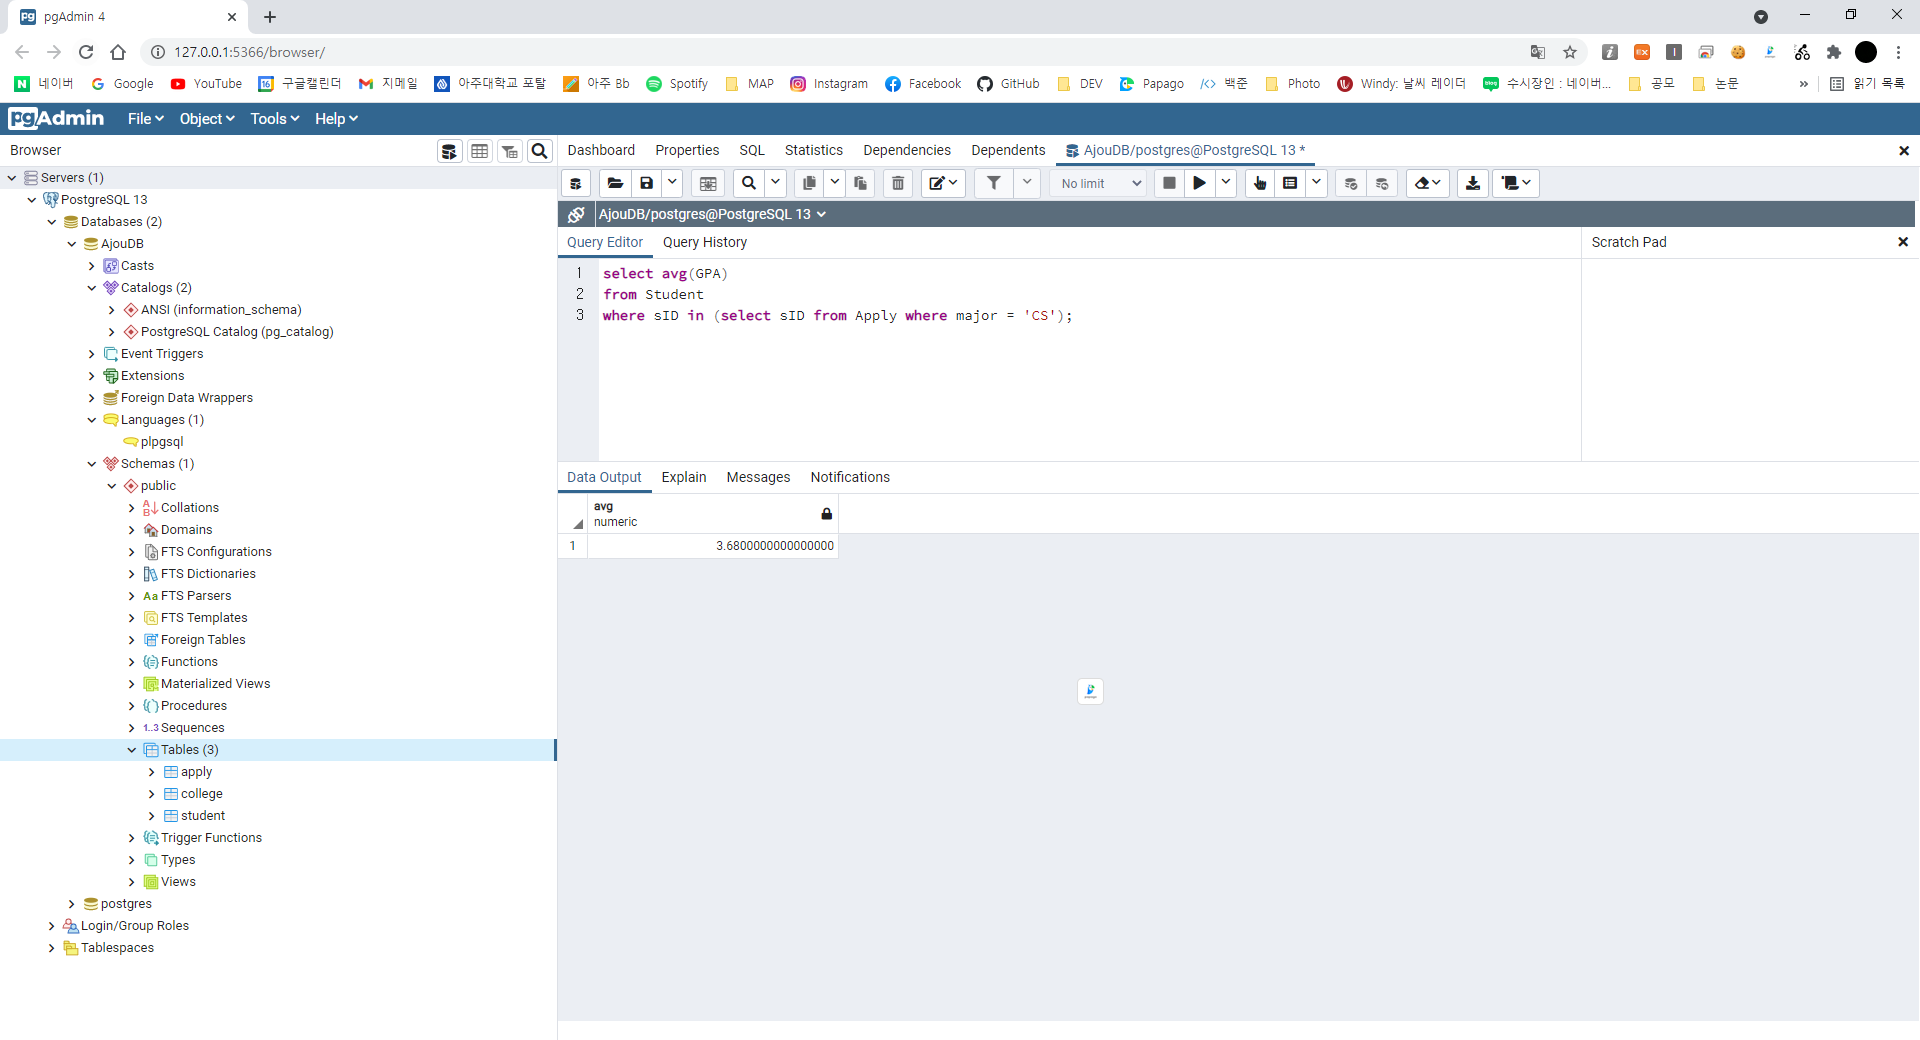 pgAdmin 4
127.0.0.1:5366/browser/
네이버 Google YouTube 구글캘린더 지메일 아주대학교 포탈 아주 Bb Spotify MAP Instagram Facebook GitHub DEV Papago 백준 Photo Windy: 날씨 레이더 수시장인 : 네이버... 공모 논문 » 읽기 목록
pgAdmin File Object Tools Help
Browser
Dashboard Properties SQL Statistics Dependencies Dependents AjouDB/postgres@PostgreSQL 13 *
No limit
AjouDB/postgres@PostgreSQL 13
Query Editor Query History
Scratch Pad
1 select avg(GPA)
2 from Student
3 where sID in (select sID from Apply where major = 'CS');
Data Output Explain Messages Notifications
avg
numeric
1 3.6800000000000000
Servers (1)
PostgreSQL 13
Databases (2)
AjouDB
Casts
Catalogs (2)
ANSI (information_schema)
PostgreSQL Catalog (pg_catalog)
Event Triggers
Extensions
Foreign Data Wrappers
Languages (1)
plpgsql
Schemas (1)
public
Collations
Domains
FTS Configurations
FTS Dictionaries
Aa FTS Parsers
FTS Templates
Foreign Tables
Functions
Materialized Views
Procedures
1..3 Sequences
Tables (3)
apply
college
student
Trigger Functions
Types
Views
postgres
Login/Group Roles
Tablespaces